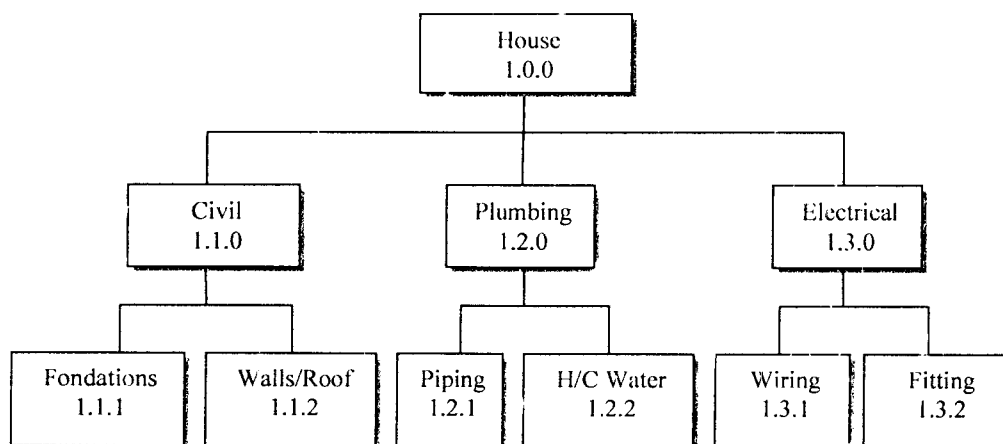 House
1.0.0
Civil
1.1.0
Plumbing
1.2.0
Electrical
1.3.0
Fondations
1.1.1
Walls/Roof
1.1.2
Piping
1.2.1
H/C Water
1.2.2
Wiring
1.3.1
Fitting
1.3.2